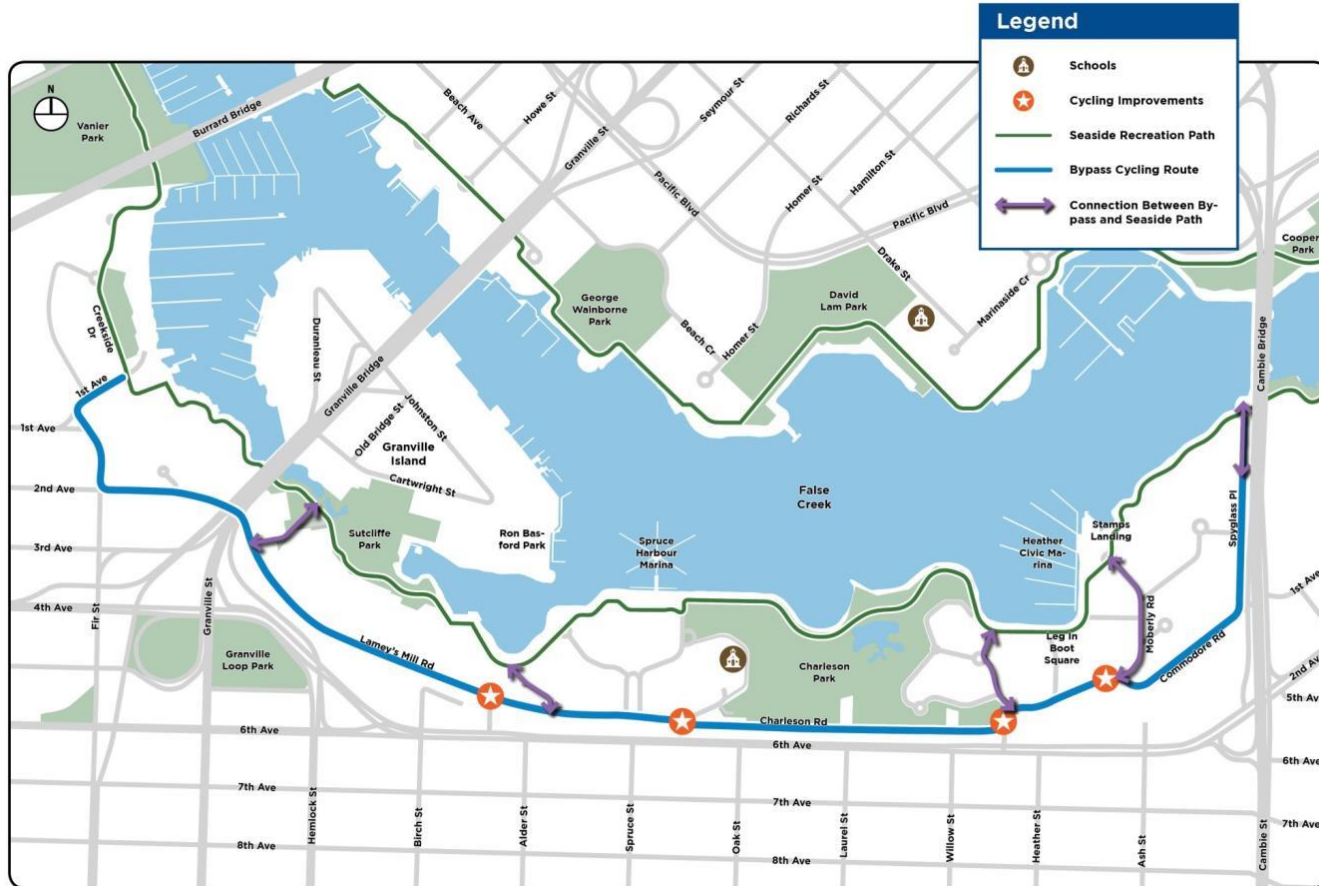 Legend
Schools
Cycling Improvements
Seaside Recreation Path
Bypass Cycling Route
Connection Between By-
pass and Seaside Path
N
Vanier
Park
Burrard Bridge
Beach Ave
Howe St
Granville St
Seymour St
Richards St
Pacific Blvd
Homer St
Hamilton St
Pacific Blvd
Drake St
Marinaside Cr
Cooper
Park
Cambie Bridge
George
Wainborne
Park
David
Lam Park
Beach Cr
Homer St
Creekside
Dr
1st Ave
1st Ave
2nd Ave
3rd Ave
4th Ave
Fir St
Granville St
Duranleau St
Granville Bridge
Old Bridge St
Johnston St
Granville
Island
Cartwright St
Sutcliffe
Park
Ron Bas-
ford Park
Spruce
Harbour
Marina
False
Creek
Heather
Civic Ma-
rina
Stamps
Landing
Spyglass Pl
Moberly Rd
Leg In
Boot
Square
Commodore Rd
1st Ave
2nd Av
5th Ave
6th Ave
7th Ave
Granville
Loop Park
Lamey's Mill Rd
Charleson
Park
Charleson Rd
6th Ave
6th Ave
7th Ave
7th Ave
8th Ave
8th Ave
Hemlock St
Birch St
Alder St
Spruce St
Oak St
Laurel St
Willow St
Heather St
Ash St
Cambie St